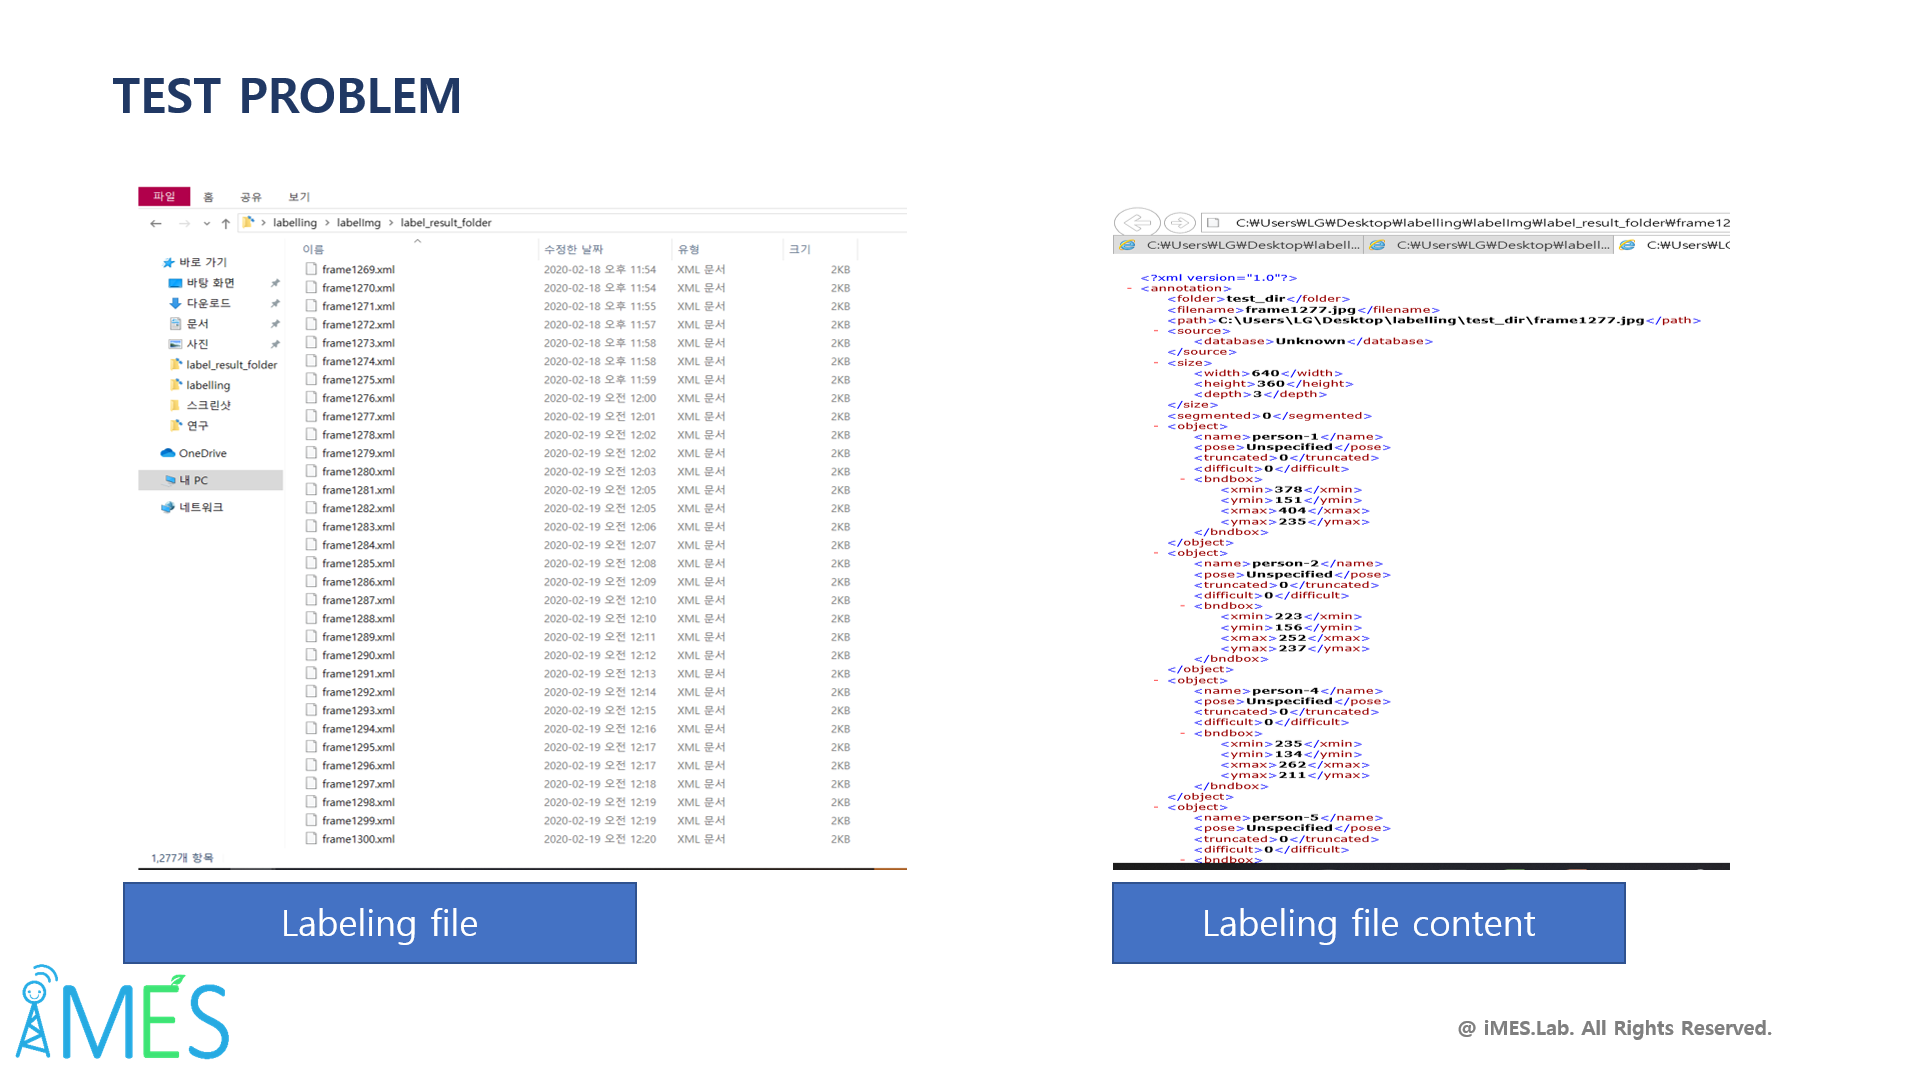 TEST PROBLEM
파일 홈 공유 보기
labelling > labelImg > label_result_folder
이름 수정한 날짜 유형 크기
바로 가기
바탕 화면
다운로드
문서
사진
label_result_folder
labelling
스크린샷
연구
OneDrive
내 PC
네트워크
frame1269.xml 2020-02-18 오후 11:54 XML 문서 2KB
frame1270.xml 2020-02-18 오후 11:54 XML 문서 2KB
frame1271.xml 2020-02-18 오후 11:55 XML 문서 2KB
frame1272.xml 2020-02-18 오후 11:57 XML 문서 2KB
frame1273.xml 2020-02-18 오후 11:58 XML 문서 2KB
frame1274.xml 2020-02-18 오후 11:58 XML 문서 2KB
frame1275.xml 2020-02-18 오후 11:59 XML 문서 2KB
frame1276.xml 2020-02-19 오전 12:00 XML 문서 2KB
frame1277.xml 2020-02-19 오전 12:01 XML 문서 2KB
frame1278.xml 2020-02-19 오전 12:02 XML 문서 2KB
frame1279.xml 2020-02-19 오전 12:02 XML 문서 2KB
frame1280.xml 2020-02-19 오전 12:03 XML 문서 2KB
frame1281.xml 2020-02-19 오전 12:05 XML 문서 2KB
frame1282.xml 2020-02-19 오전 12:05 XML 문서 2KB
frame1283.xml 2020-02-19 오전 12:06 XML 문서 2KB
frame1284.xml 2020-02-19 오전 12:07 XML 문서 2KB
frame1285.xml 2020-02-19 오전 12:08 XML 문서 2KB
frame1286.xml 2020-02-19 오전 12:09 XML 문서 2KB
frame1287.xml 2020-02-19 오전 12:10 XML 문서 2KB
frame1288.xml 2020-02-19 오전 12:10 XML 문서 2KB
frame1289.xml 2020-02-19 오전 12:11 XML 문서 2KB
frame1290.xml 2020-02-19 오전 12:12 XML 문서 2KB
frame1291.xml 2020-02-19 오전 12:13 XML 문서 2KB
frame1292.xml 2020-02-19 오전 12:14 XML 문서 2KB
frame1293.xml 2020-02-19 오전 12:15 XML 문서 2KB
frame1294.xml 2020-02-19 오전 12:16 XML 문서 2KB
frame1295.xml 2020-02-19 오전 12:17 XML 문서 2KB
frame1296.xml 2020-02-19 오전 12:17 XML 문서 2KB
frame1297.xml 2020-02-19 오전 12:18 XML 문서 2KB
frame1298.xml 2020-02-19 오전 12:19 XML 문서 2KB
frame1299.xml 2020-02-19 오전 12:19 XML 문서 2KB
frame1300.xml 2020-02-19 오전 12:20 XML 문서 2KB
1,277개 항목
Labeling file
C:₩Users₩LG₩Desktop₩labelling₩labelImg₩label_result_folder₩frame12
C:₩Users₩LG₩Desktop₩labell... C:₩Users₩LG₩Desktop₩labell... C:₩Users₩LG
<?xml version="1.0"?>
- <annotation>
<folder>test_dir</folder>
<filename>frame1277.jpg</filename>
<path>C:\Users\LG\Desktop\labelling\test_dir\frame1277.jpg</path>
- <source>
<database>Unknown</database>
</source>
- <size>
<width>640</width>
<height>360</height>
<depth>3</depth>
</size>
<segmented>0</segmented>
- <object>
<name>person-1</name>
<pose>Unspecified</pose>
<truncated>0</truncated>
<difficult>0</difficult>
- <bndbox>
<xmin>378</xmin>
<ymin>151</ymin>
<xmax>404</xmax>
<ymax>235</ymax>
</bndbox>
</object>
- <object>
<name>person-2</name>
<pose>Unspecified</pose>
<truncated>0</truncated>
<difficult>0</difficult>
- <bndbox>
<xmin>223</xmin>
<ymin>156</ymin>
<xmax>252</xmax>
<ymax>237</ymax>
</bndbox>
</object>
- <object>
<name>person-4</name>
<pose>Unspecified</pose>
<truncated>0</truncated>
<difficult>0</difficult>
- <bndbox>
<xmin>235</xmin>
<ymin>134</ymin>
<xmax>262</xmax>
<ymax>211</ymax>
</bndbox>
</object>
- <object>
<name>person-5</name>
<pose>Unspecified</pose>
<truncated>0</truncated>
<difficult>0</difficult>
- <bndbox>
Labeling file content
iMES
@ iMES.Lab. All Rights Reserved.